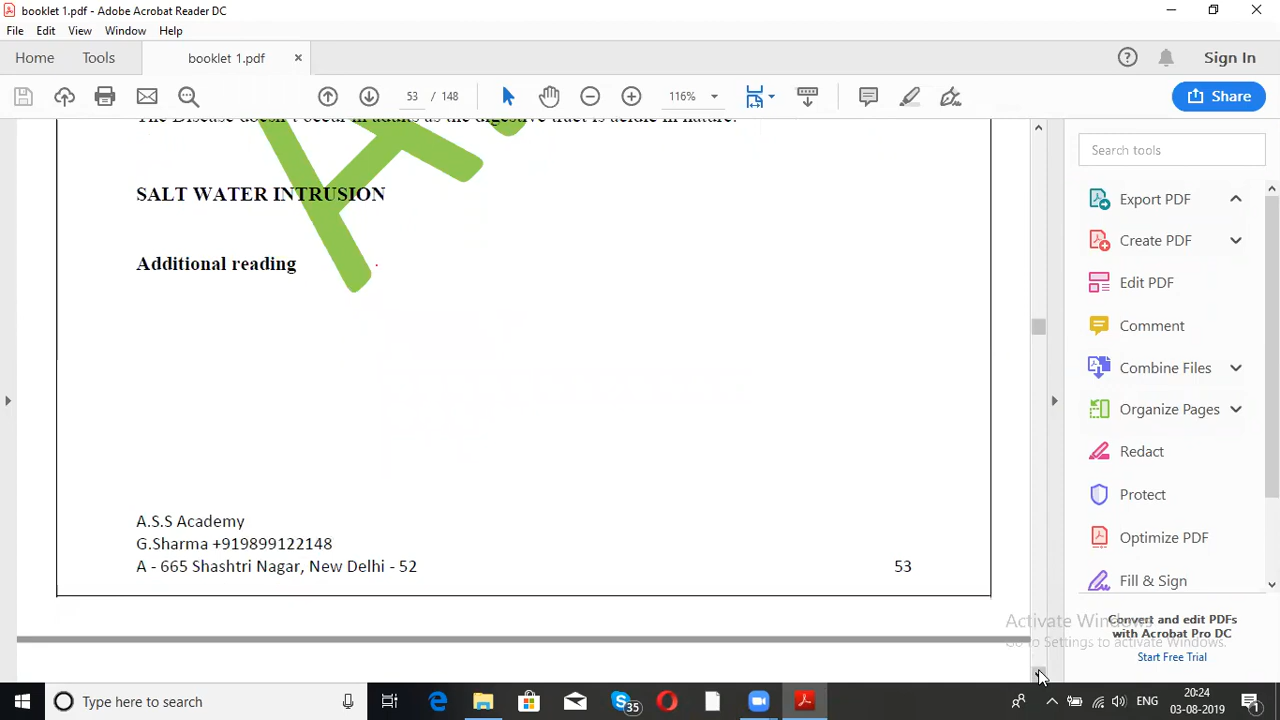 booklet 1.pdf - Adobe Acrobat Reader DC
File Edit View Window Help
Home Tools booklet 1.pdf × Sign In
53 / 148 116% Share
The Disease doesn't occur in adults as the digestive tract is acidic in nature.
SALT WATER INTRUSION
Additional reading
A.S.S Academy
G.Sharma +919899122148
A - 665 Shashtri Nagar, New Delhi - 52 53
Search tools
Export PDF
Create PDF
Edit PDF
Comment
Combine Files
Organize Pages
Redact
Protect
Optimize PDF
Fill & Sign
Activate Windows
Go to Settings to activate Windows.
Convert and edit PDFs
with Acrobat Pro DC
Start Free Trial
Type here to search
35
ENG
20:24
03-08-2019
1